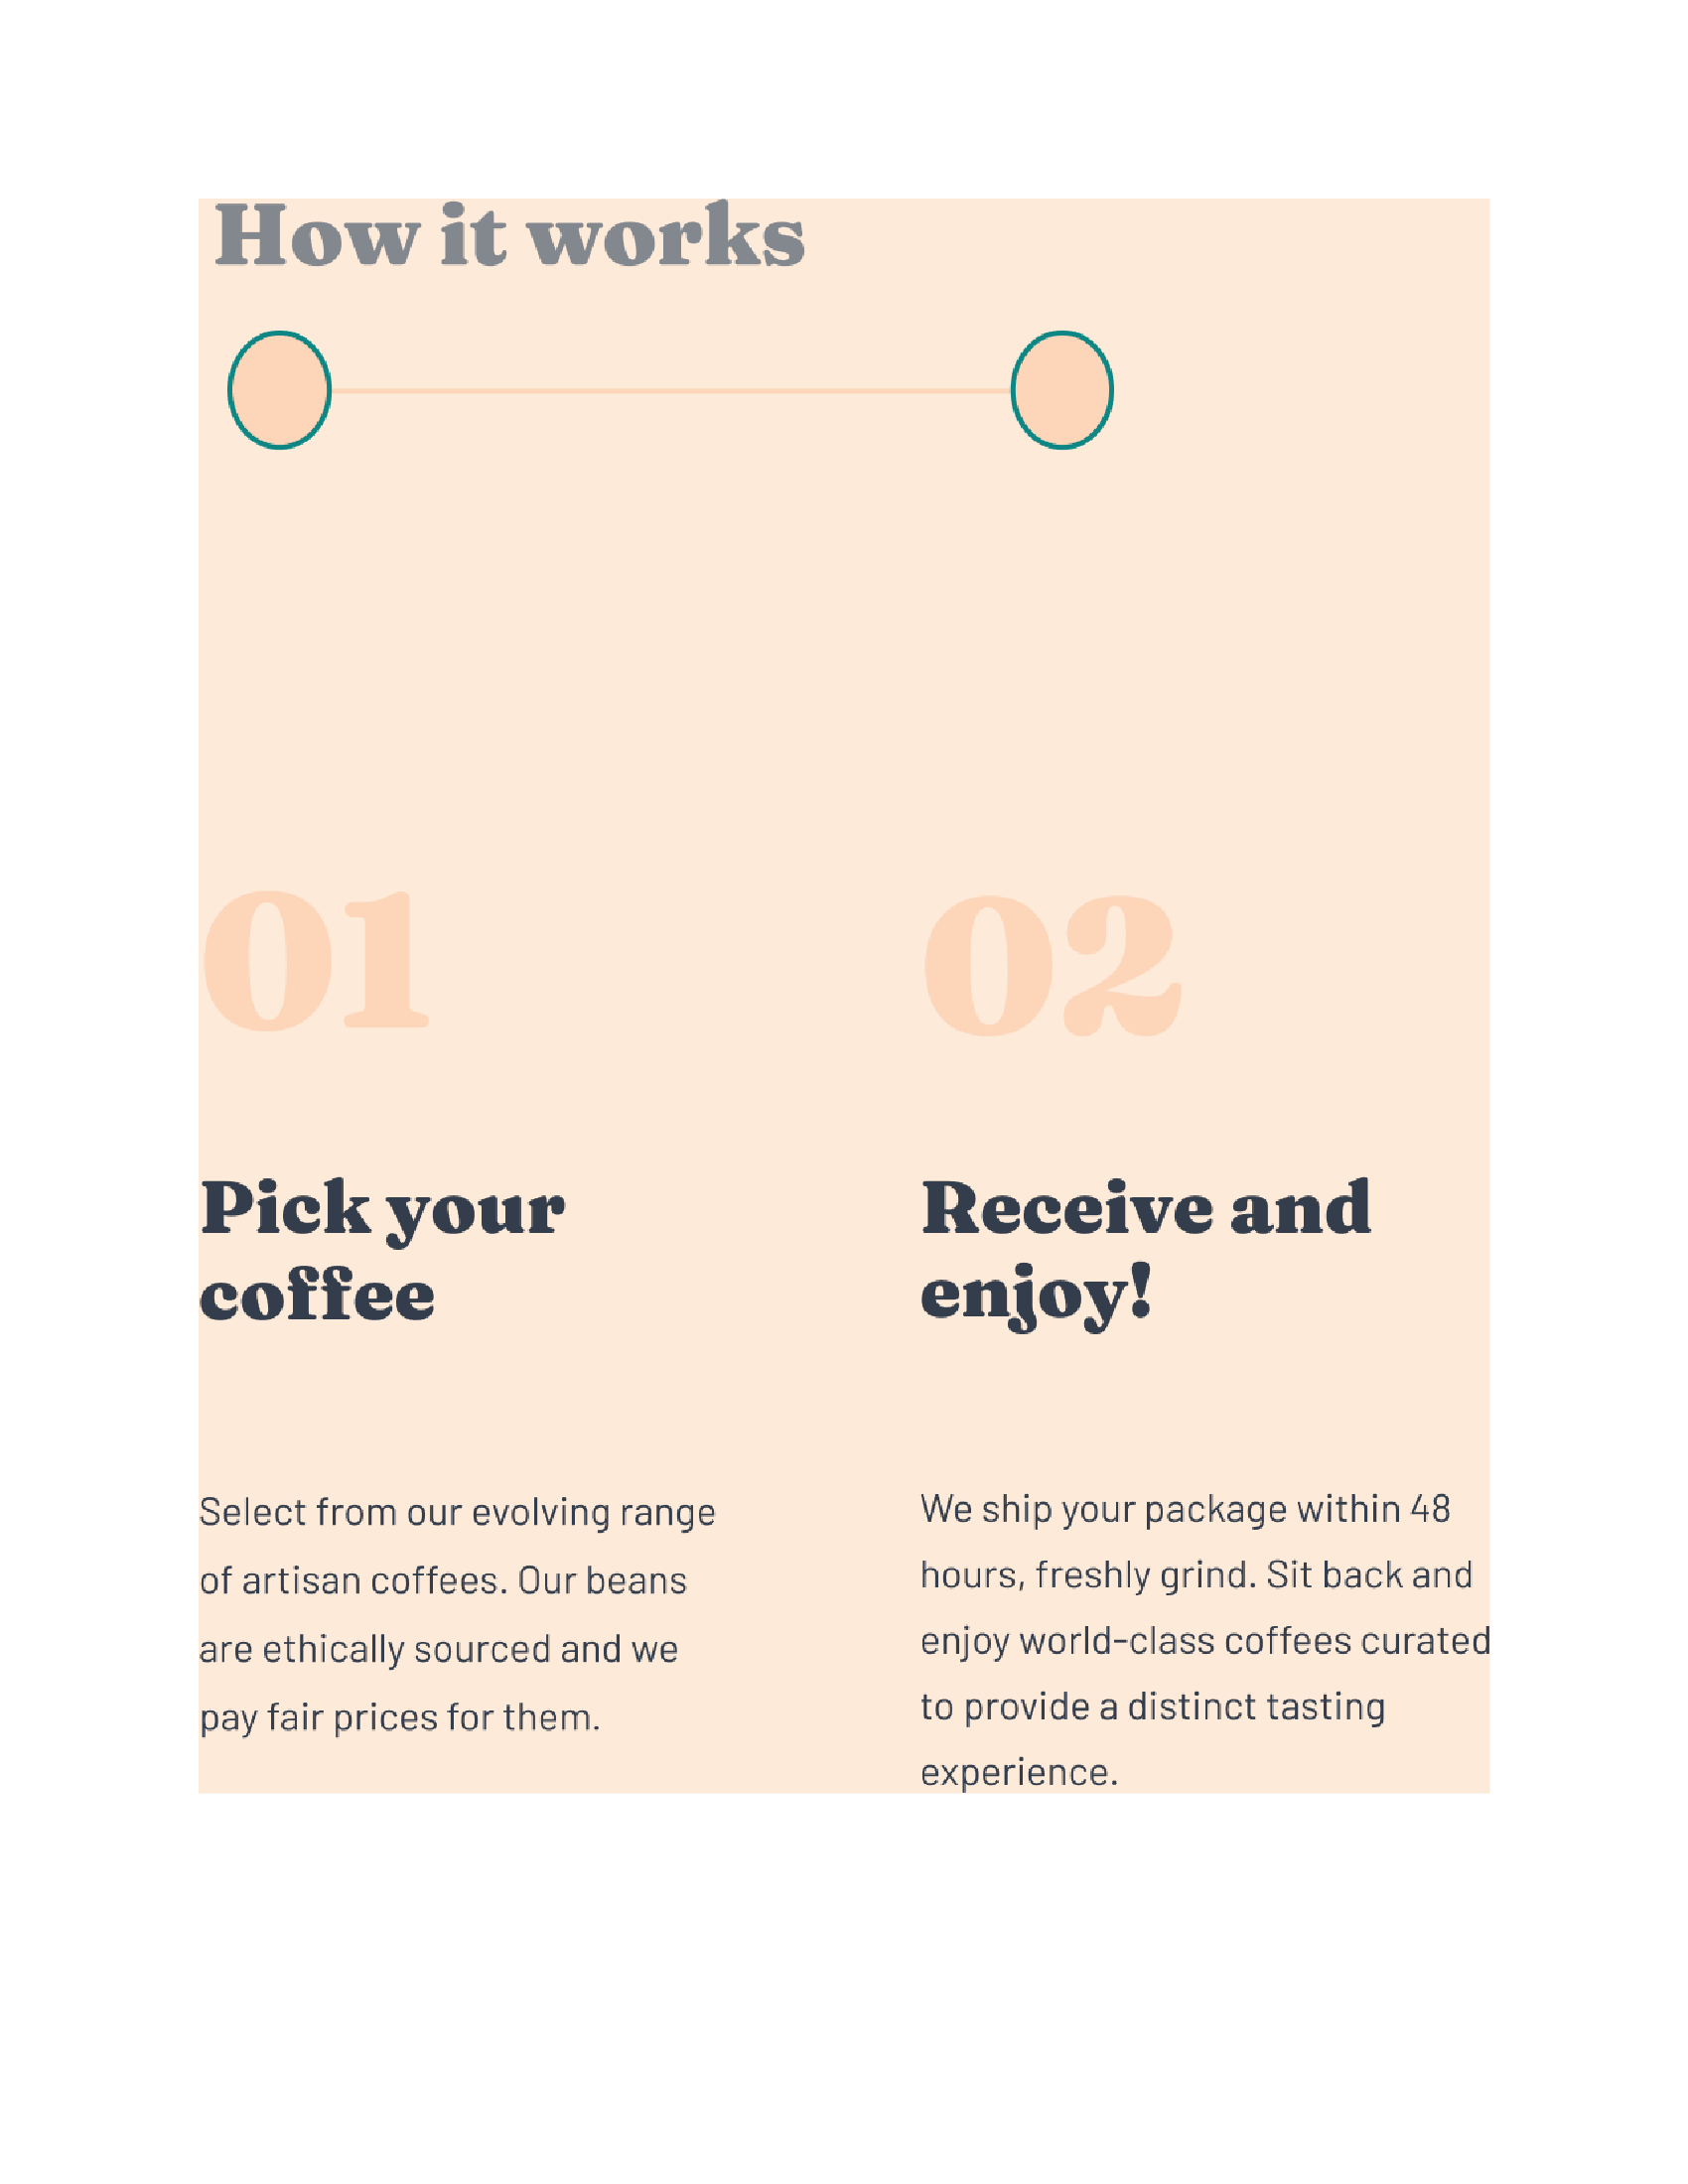 How it works
01
Pick your
coffee
Select from our evolving range
of artisan coffees. Our beans
are ethically sourced and we
pay fair prices for them.
02
Receive and
enjoy!
We ship your package within 48
hours, freshly grind. Sit back and
enjoy world-class coffees curated
to provide a distinct tasting
experience.